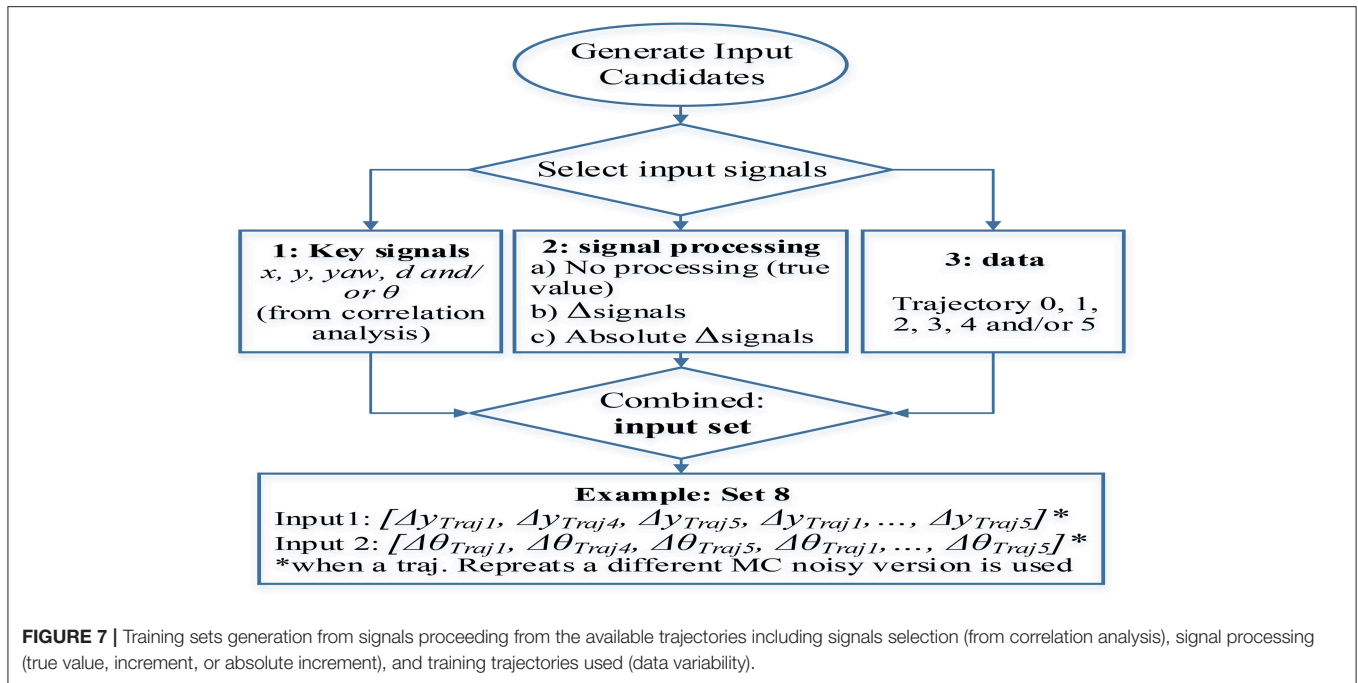 Generate Input
Candidates
Select input signals
1: Key signals
x, y, yaw, d and/
or θ
(from correlation
analysis)
2: signal processing
a) No processing (true
value)
b) Δsignals
c) Absolute Δsignals
3: data
Trajectory 0, 1,
2, 3, 4 and/or 5
Combined:
input set
Example: Set 8
Input1: [Δy_Traj1, Δy_Traj4, Δy_Traj5, Δy_Traj1, ..., Δy_Traj5]*
Input 2: [Δθ_Traj1, Δθ_Traj4, Δθ_Traj5, Δθ_Traj1, ..., Δθ_Traj5]*
*when a traj. Repreats a different MC noisy version is used
FIGURE 7 | Training sets generation from signals proceeding from the available trajectories including signals selection (from correlation analysis), signal processing
(true value, increment, or absolute increment), and training trajectories used (data variability).